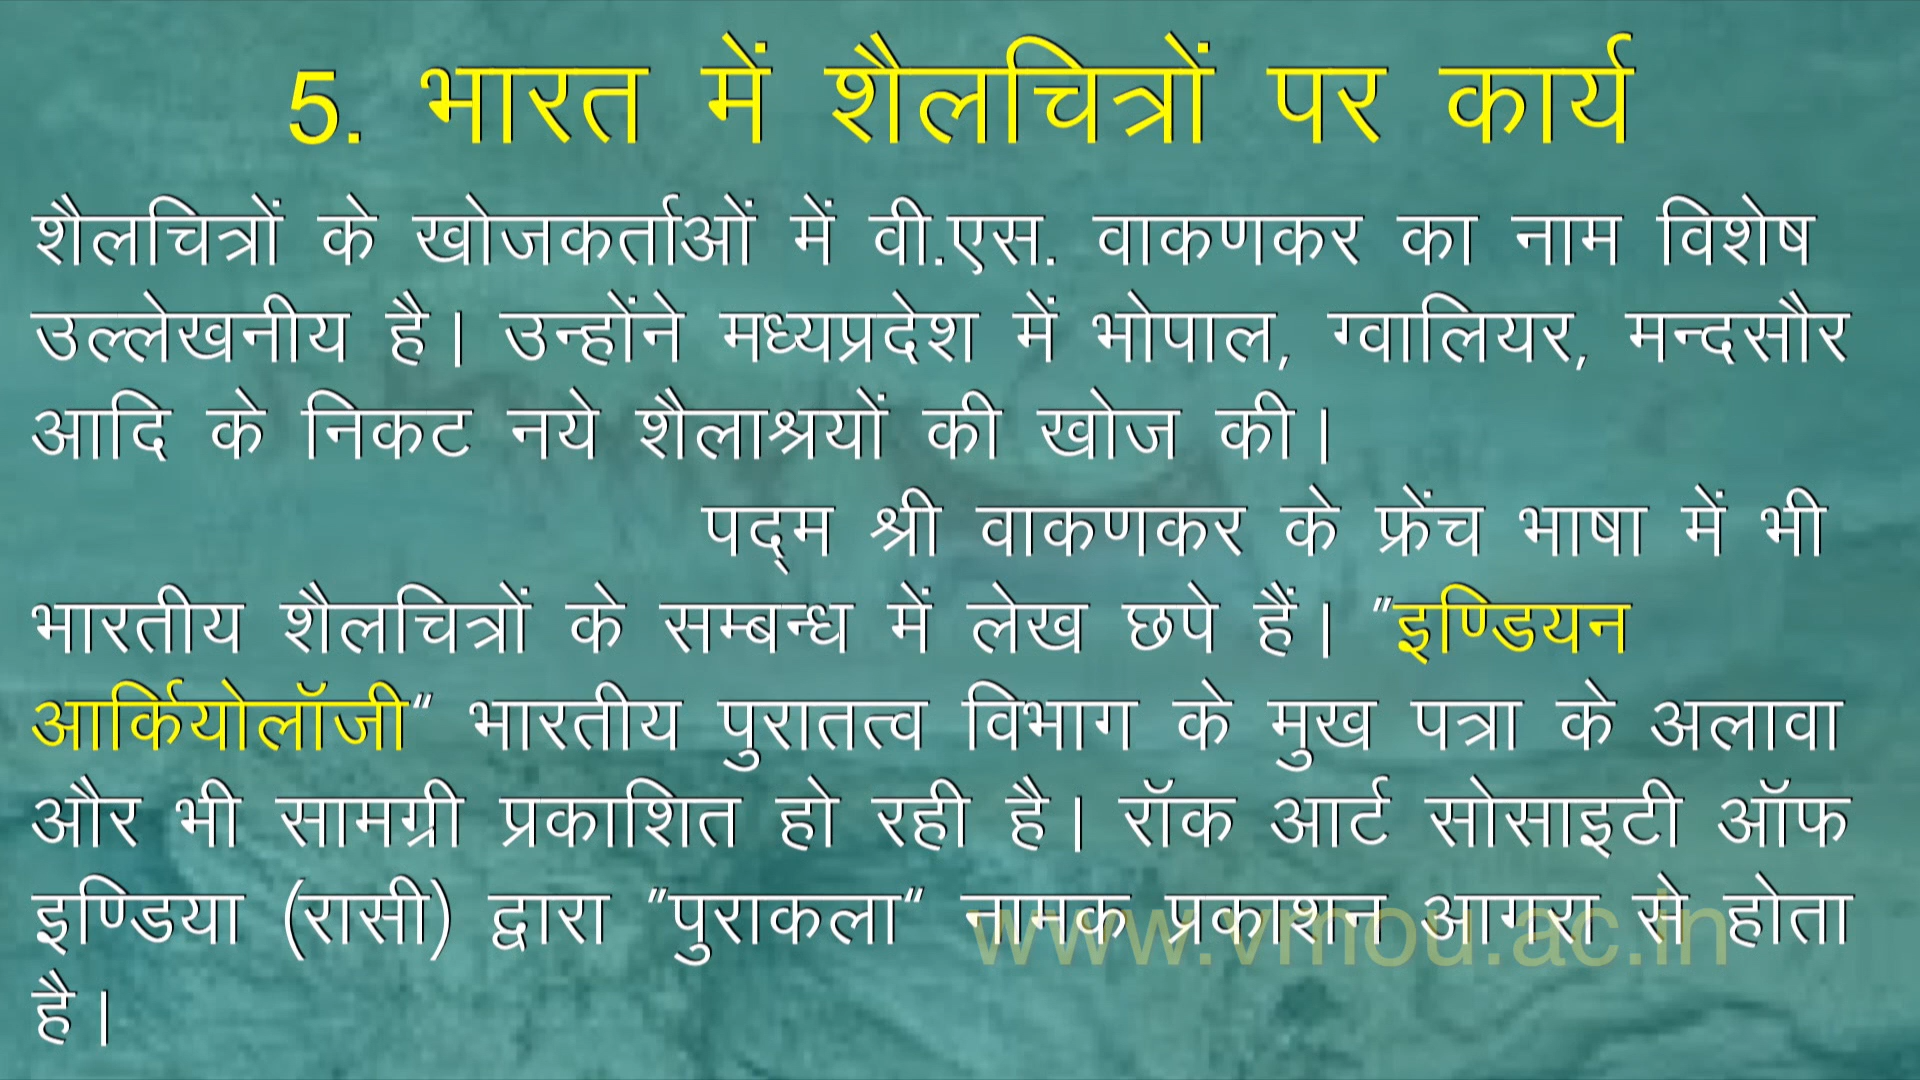 5. भारत में शैलचित्रों पर कार्य
शैलचित्रों के खोजकर्ताओं में वी.एस. वाकणकर का नाम विशेष
उल्लेखनीय है। उन्होंने मध्यप्रदेश में भोपाल, ग्वालियर, मन्दसौर
आदि के निकट नये शैलाश्रयों की खोज की।
पद्म श्री वाकणकर के फ्रेंच भाषा में भी
भारतीय शैलचित्रों के सम्बन्ध में लेख छपे हैं। "इण्डियन
आर्कियोलॉजी" भारतीय पुरातत्व विभाग के मुख पत्रा के अलावा
और भी सामग्री प्रकाशित हो रही है। रॉक आर्ट सोसाइटी ऑफ
इण्डिया (रासी) द्वारा "पुराकला" नामक प्रकाशन आगरा से होता
है।
www.vmou.ac.in